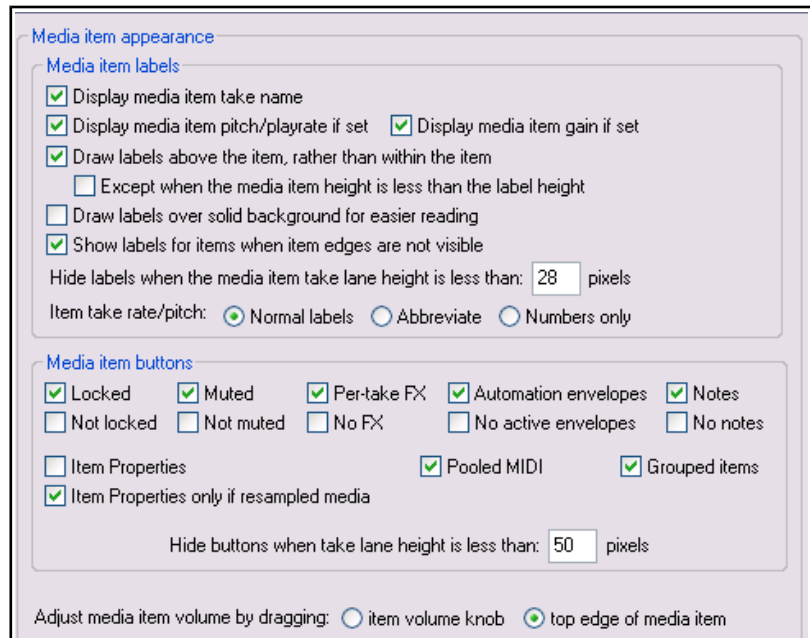 Media item appearance
Media item labels
Display media item take name
Display media item pitch/playrate if set Display media item gain if set
Draw labels above the item, rather than within the item
Except when the media item height is less than the label height
Draw labels over solid background for easier reading
Show labels for items when item edges are not visible
Hide labels when the media item take lane height is less than: 28 pixels
Item take rate/pitch: Normal labels Abbreviate Numbers only
Media item buttons
Locked Muted Per-take FX Automation envelopes Notes
Not locked Not muted No FX No active envelopes No notes
Item Properties Pooled MIDI Grouped items
Item Properties only if resampled media
Hide buttons when take lane height is less than: 50 pixels
Adjust media item volume by dragging: item volume knob top edge of media item